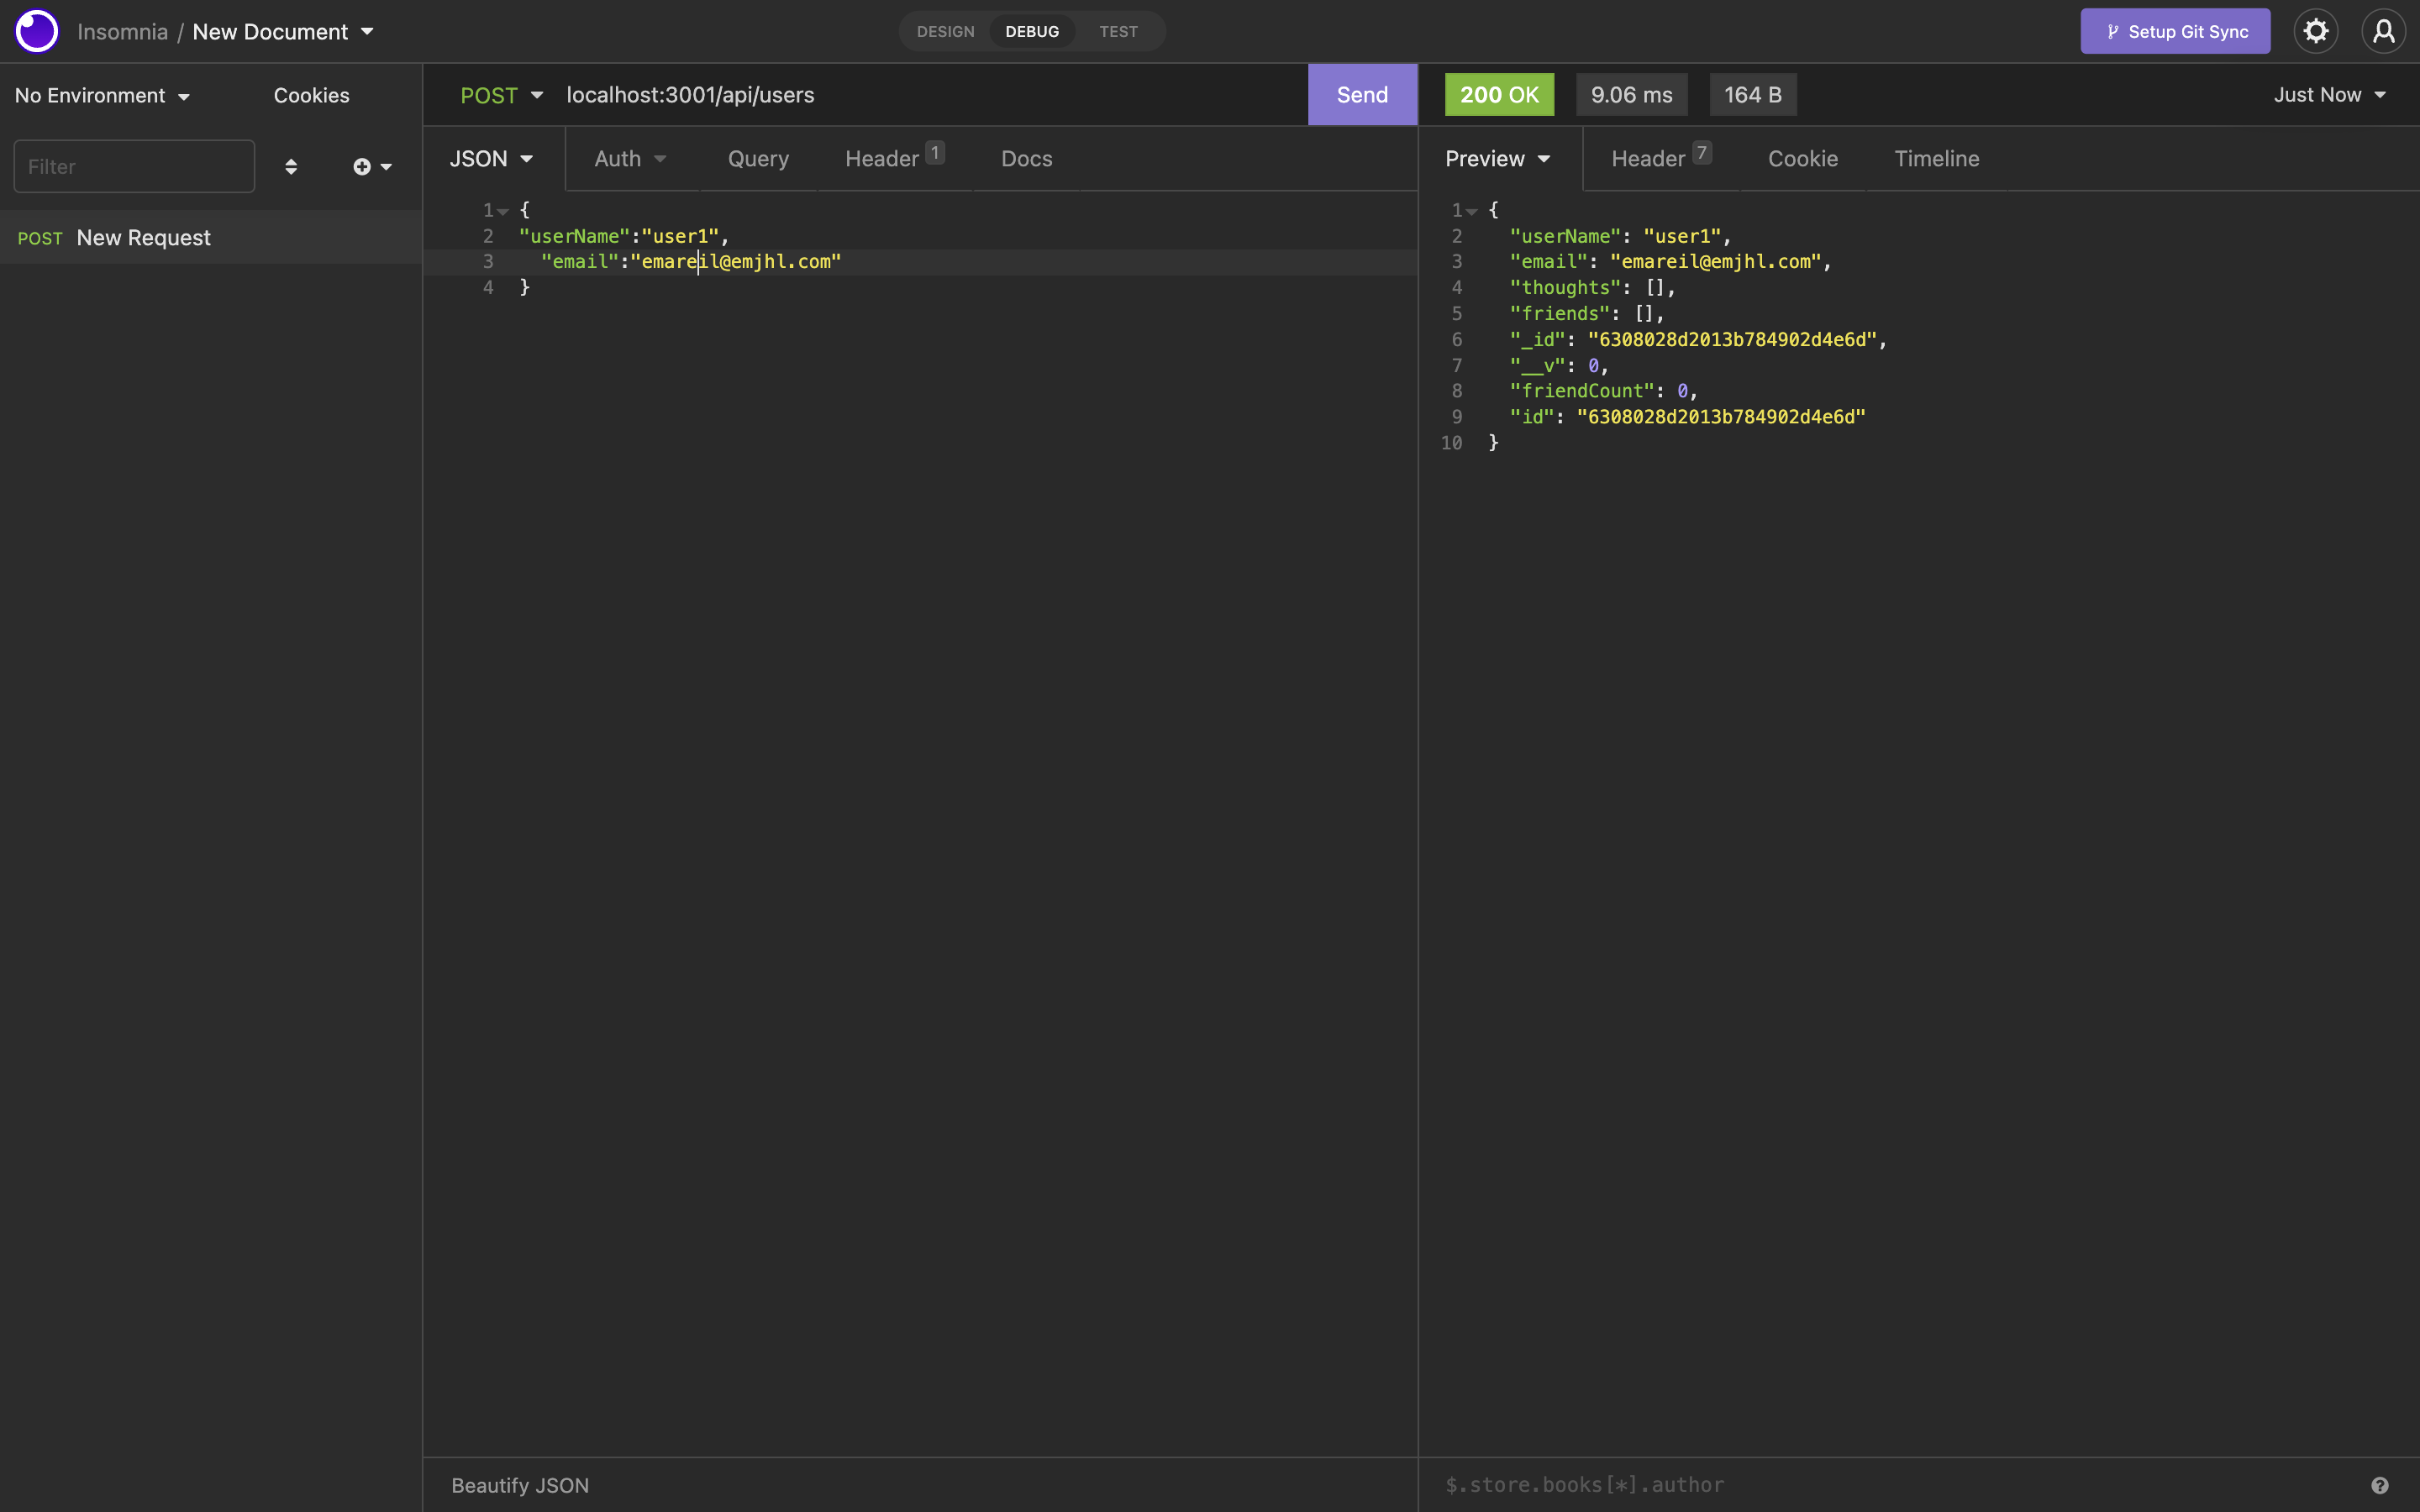 Insomnia / New Document
DESIGN DEBUG TEST
Setup Git Sync
No Environment Cookies
Filter
POST New Request
POST localhost:3001/api/users Send
JSON Auth Query Header 1 Docs
1 {
2 "userName":"user1",
3 "email":"emareil@emjhl.com"
4 }
Beautify JSON
200 OK 9.06 ms 164 B Just Now
Preview Header 7 Cookie Timeline
1 {
2 "userName": "user1",
3 "email": "emareil@emjhl.com",
4 "thoughts": [],
5 "friends": [],
6 "_id": "6308028d2013b784902d4e6d",
7 "__v": 0,
8 "friendCount": 0,
9 "id": "6308028d2013b784902d4e6d"
10 }
$.store.books[*].author